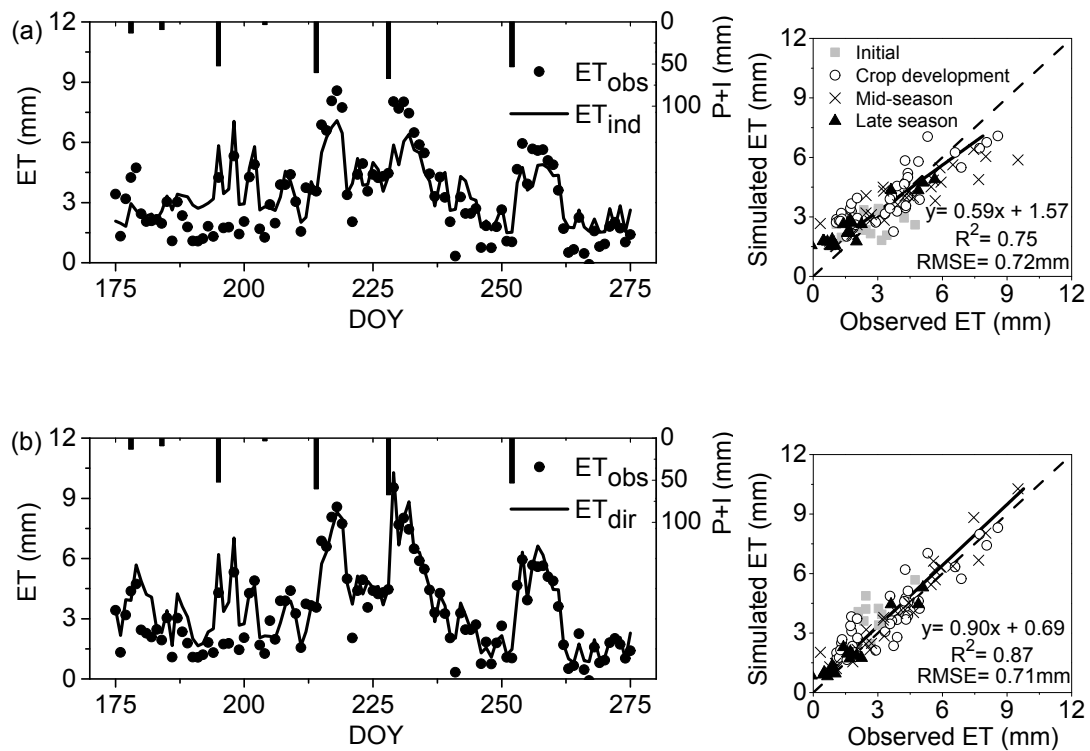 (a)
12
9
6
3
0
ET (mm)
175 200 225 250 275
DOY
0
50
100
P+I (mm)
ETobs
ETind
12
9
6
3
0
Simulated ET (mm)
Initial
Crop development
Mid-season
Late season
y= 0.59x + 1.57
R2= 0.75
RMSE= 0.72mm
0 3 6 9 12
Observed ET (mm)
(b)
12
9
6
3
0
ET (mm)
175 200 225 250 275
DOY
0
50
100
P+I (mm)
ETobs
ETdir
12
9
6
3
0
Simulated ET (mm)
y= 0.90x + 0.69
R2= 0.87
RMSE= 0.71mm
0 3 6 9 12
Observed ET (mm)